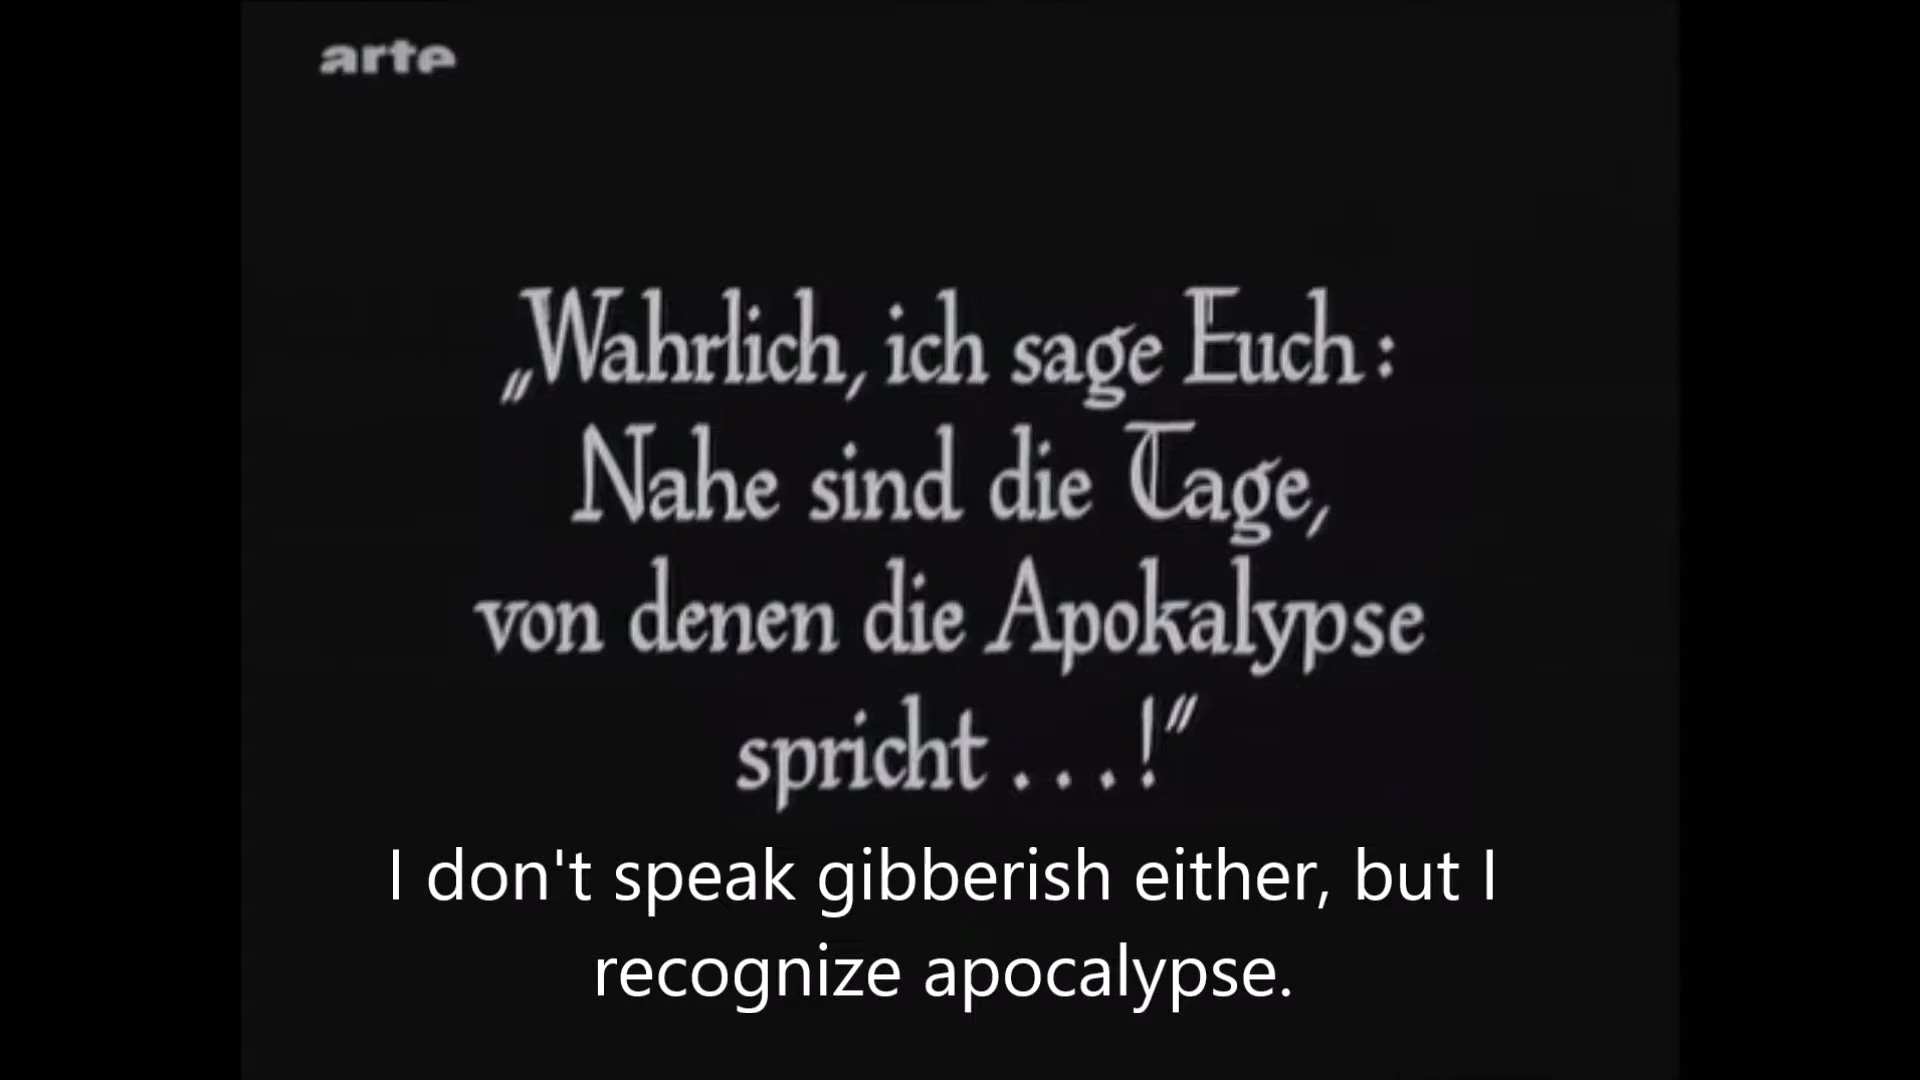 arte
„Wahrlich, ich sage Euch:
Nahe sind die Tage,
von denen die Apokalypse
spricht...!“
I don't speak gibberish either, but I
recognize apocalypse.